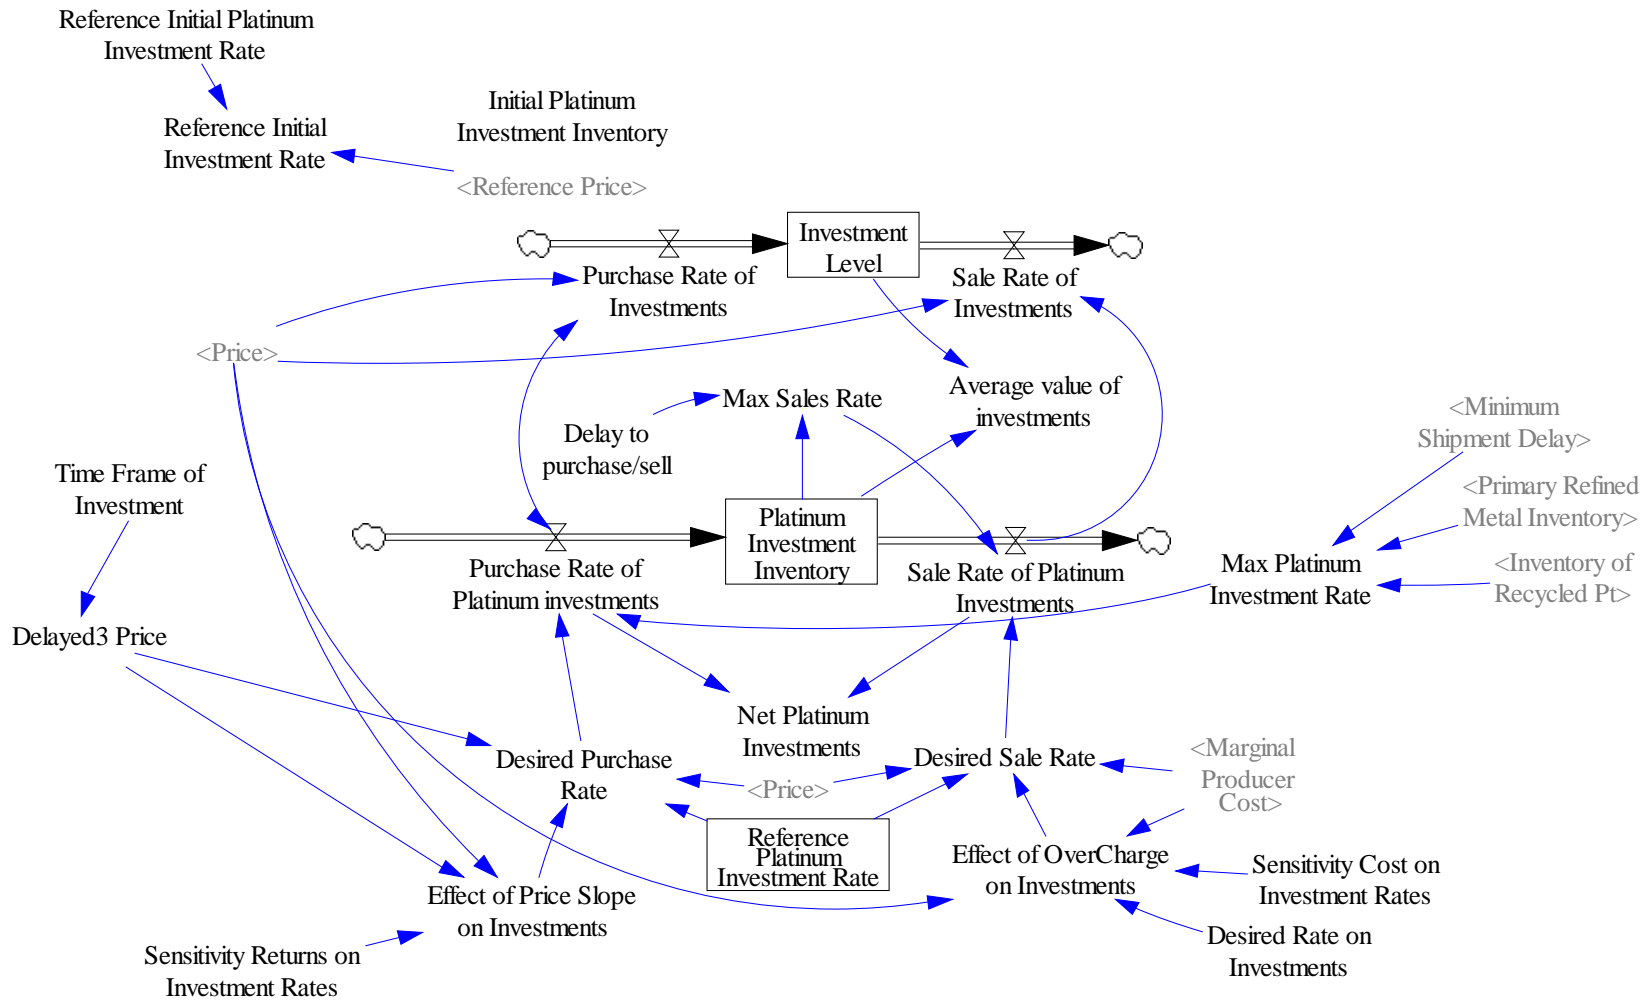 Reference Initial Platinum
Investment Rate
Reference Initial
Investment Rate
Initial Platinum
Investment Inventory
<Reference Price>
Investment
Level
Purchase Rate of
Investments
Sale Rate of
Investments
<Price>
Average value of
investments
Max Sales Rate
Delay to
purchase/sell
<Minimum
Shipment Delay>
Time Frame of
Investment
<Primary Refined
Metal Inventory>
Platinum
Investment
Inventory
Purchase Rate of
Platinum investments
Sale Rate of Platinum
Investments
Max Platinum
Investment Rate
<Inventory of
Recycled Pt>
Delayed3 Price
Net Platinum
Investments
Desired Purchase
Rate
<Price>
Desired Sale Rate
<Marginal
Producer
Cost>
Reference
Platinum
Investment Rate
Effect of OverCharge
on Investments
Sensitivity Cost on
Investment Rates
Effect of Price Slope
on Investments
Desired Rate on
Investments
Sensitivity Returns on
Investment Rates